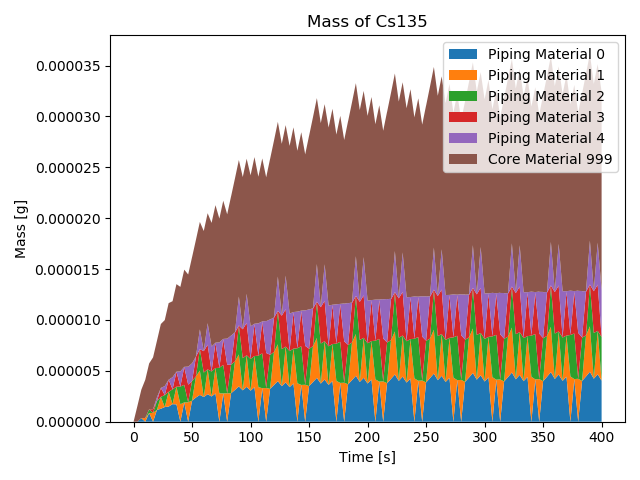 Mass of Cs135
Mass [g]
0.000035
0.000030
0.000025
0.000020
0.000015
0.000010
0.000005
0.000000
Piping Material 0
Piping Material 1
Piping Material 2
Piping Material 3
Piping Material 4
Core Material 999
0 50 100 150 200 250 300 350 400
Time [s]